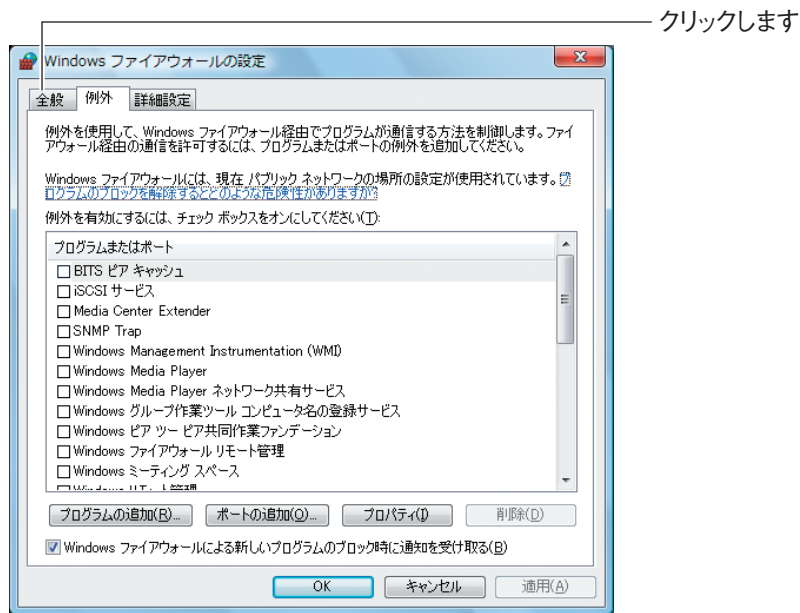 クリックします
Windows ファイアウォールの設定
全般 例外 詳細設定
例外を使用して、Windows ファイアウォール経由でプログラムが通信する方法を制御します。ファイ
アウォール経由の通信を許可するには、プログラムまたはポートの例外を追加してください。
Windows ファイアウォールには、現在 パブリック ネットワークの場所の設定が使用されています。プ
ログラムのブロックを解除するとどのような危険性がありますか?
例外を有効にするには、チェック ボックスをオンにしてください(T):
プログラムまたはポート
BITS ピア キャッシュ
iSCSI サービス
Media Center Extender
SNMP Trap
Windows Management Instrumentation (WMI)
Windows Media Player
Windows Media Player ネットワーク共有サービス
Windows グループ作業ツール コンピュータ名の登録サービス
Windows ピア ツー ピア共同作業ファンデーション
Windows ファイアウォール リモート管理
Windows ミーティング スペース
Windows リモート管理
プログラムの追加(R)... ポートの追加(O)... プロパティ(I) 削除(D)
Windows ファイアウォールによる新しいプログラムのブロック時に通知を受け取る(B)
OK キャンセル 適用(A)